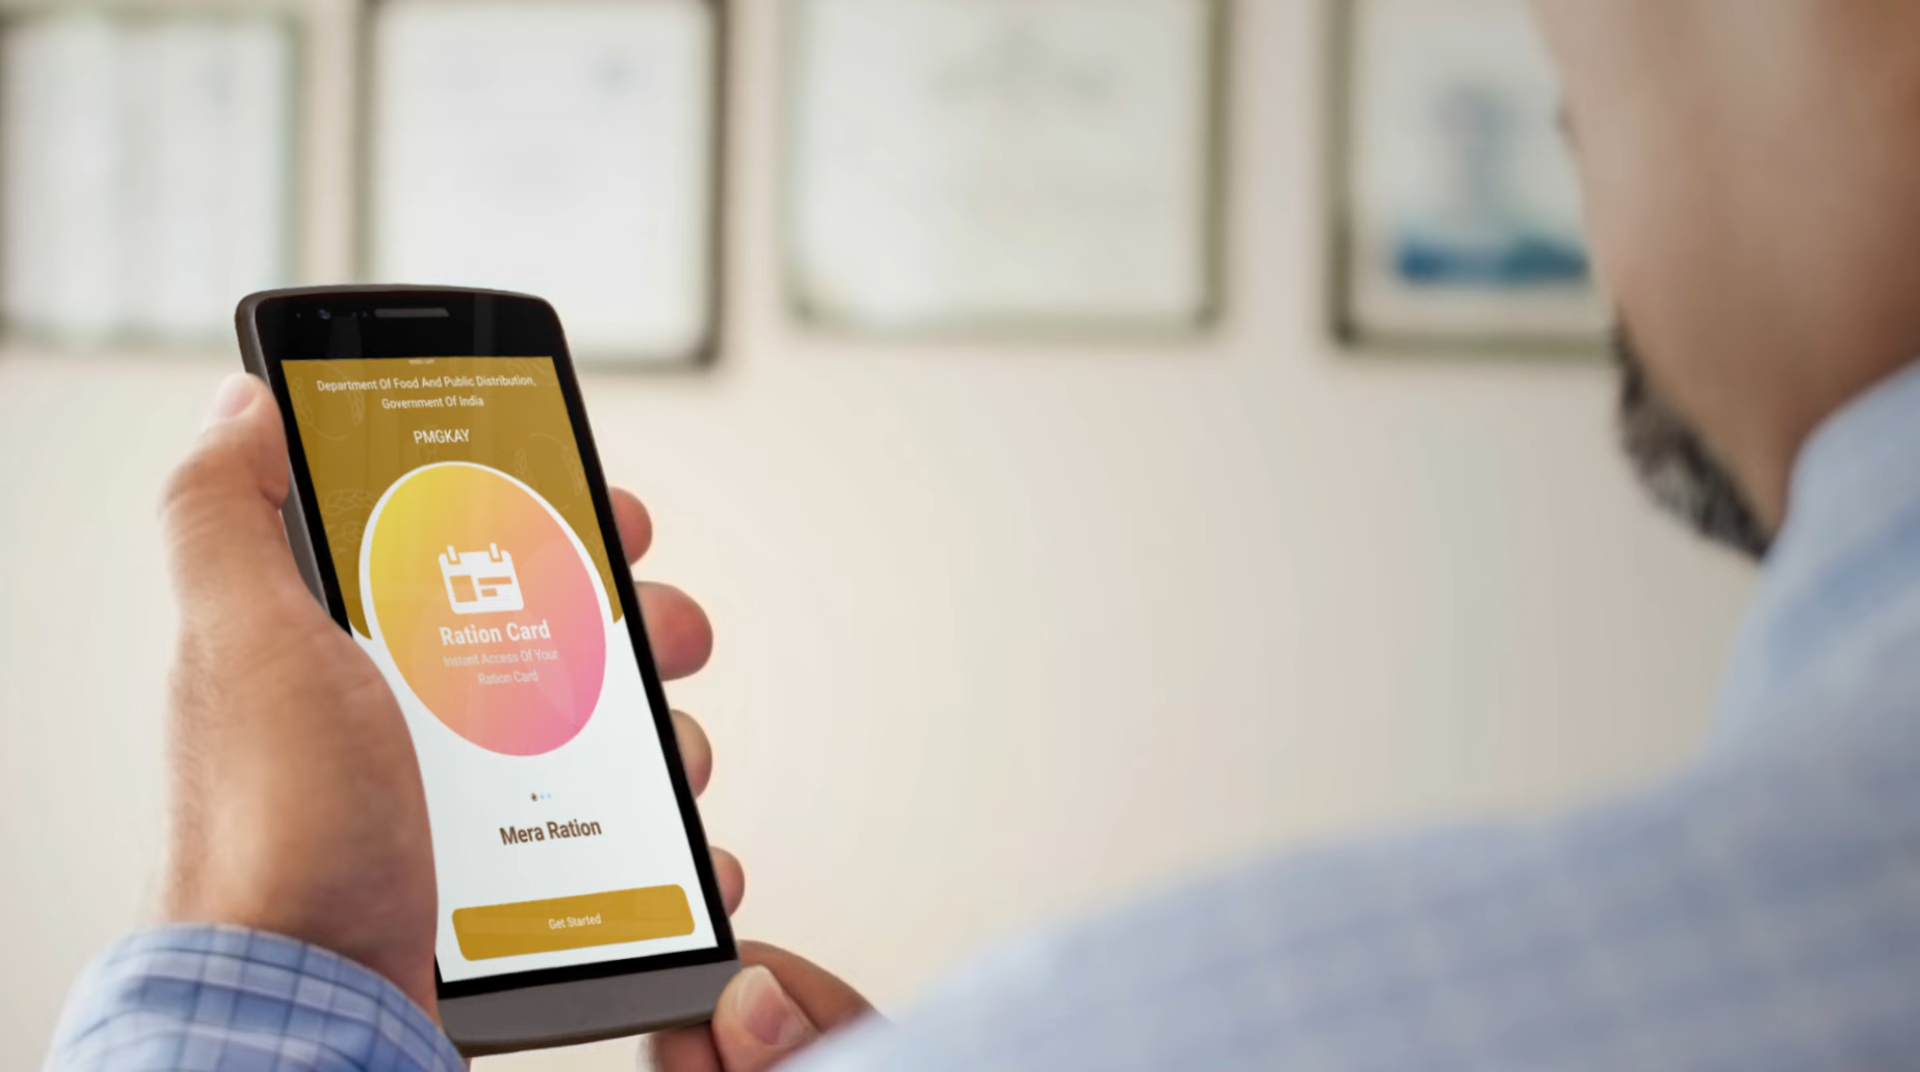 Department Of Food And Public Distribution,
Government Of India
PMGKAY
Ration Card
Instant Access Of Your
Ration Card
Mera Ration
Get Started